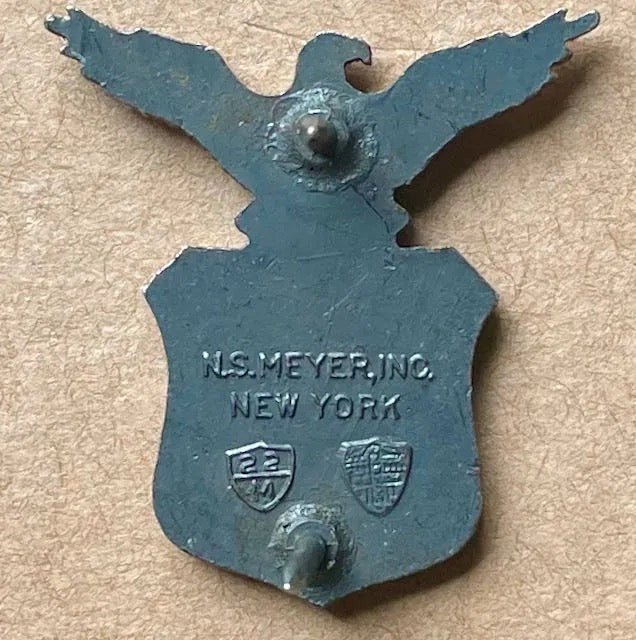 N.S. MEYER, INC.
NEW YORK
22
M